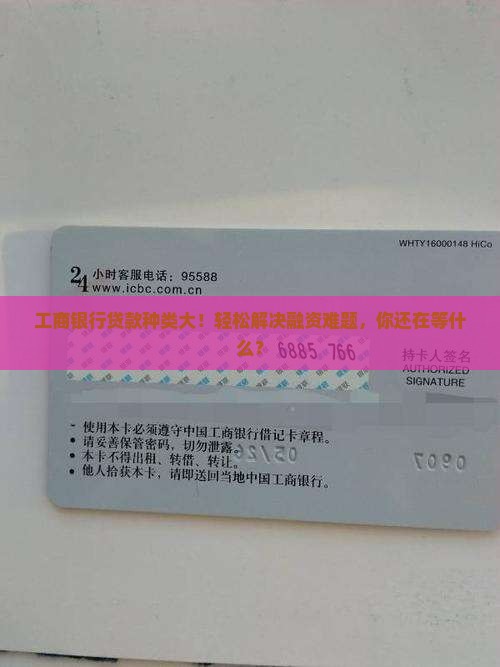 WHTY16000148 HiCo
24小时客服电话：95588
www.icbc.com.cn
工商银行贷款种类大！轻松解决融资难题，你还在等什
么？
6885 766
持卡人签名
AUTHORIZED
SIGNATURE
- 使用本卡必须遵守中国工商银行借记卡章程。
• 请妥善保管密码，切勿泄露。
05/26
0907
• 本卡不得出租、转借、转让。
• 他人拾获本卡，请即送回当地中国工商银行。